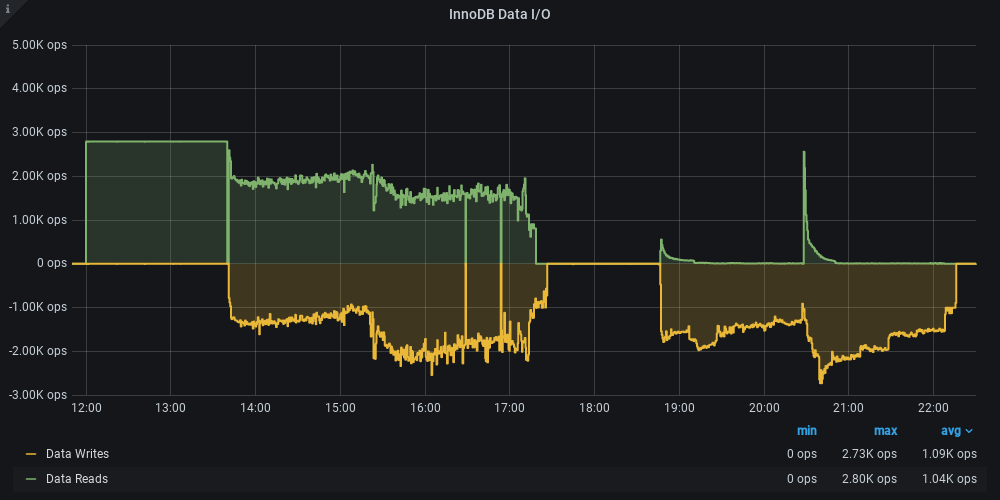 i
InnoDB Data I/O
5.00K ops
4.00K ops
3.00K ops
2.00K ops
1.00K ops
0 ops
-1.00K ops
-2.00K ops
-3.00K ops
12:00 13:00 14:00 15:00 16:00 17:00 18:00 19:00 20:00 21:00 22:00
min max avg
Data Writes 0 ops 2.73K ops 1.09K ops
Data Reads 0 ops 2.80K ops 1.04K ops